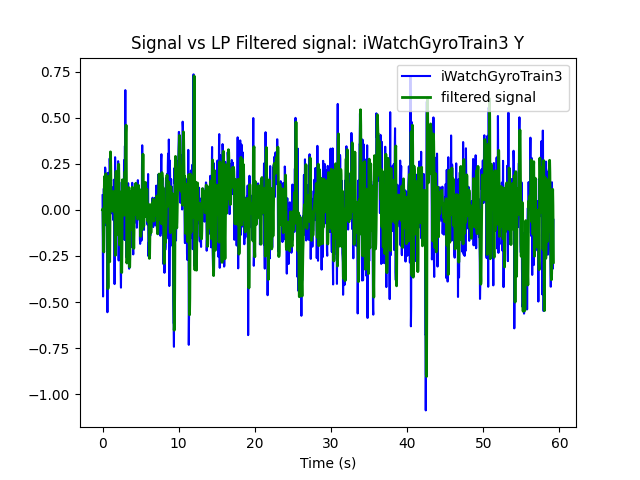 Signal vs LP Filtered signal: iWatchGyroTrain3 Y
iWatchGyroTrain3
filtered signal
0.75
0.50
0.25
0.00
−0.25
−0.50
−0.75
−1.00
0 10 20 30 40 50 60
Time (s)